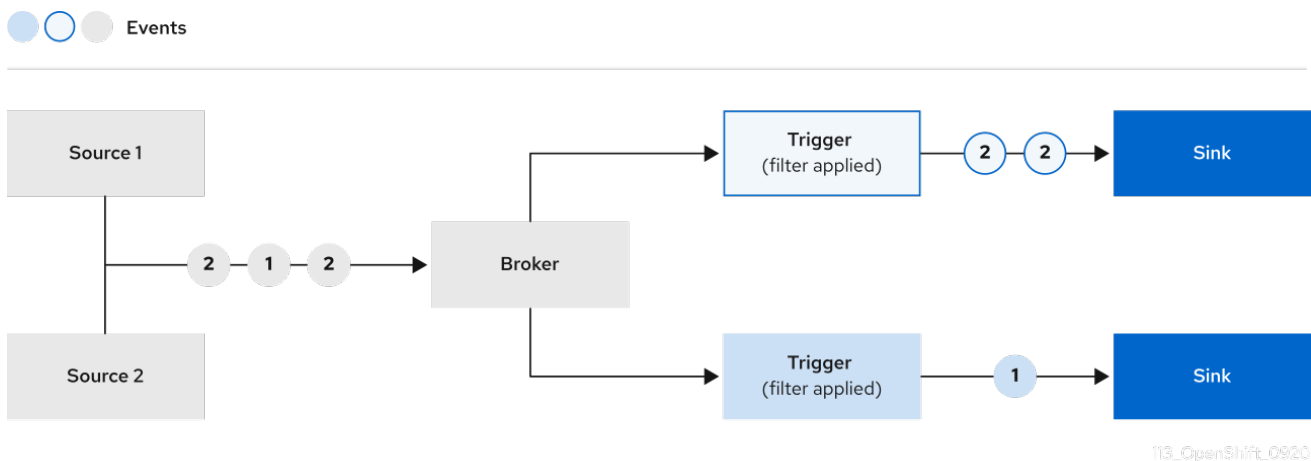 Events
Source 1
Trigger
(filter applied)
2
2
Sink
2
1
2
Broker
Source 2
Trigger
(filter applied)
1
Sink
113_OpenShift_0920